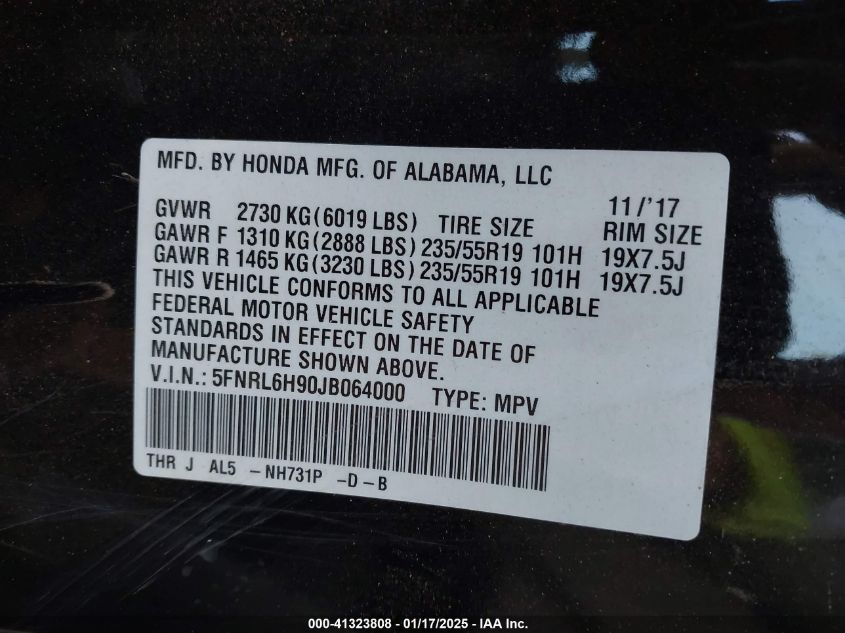 MFD. BY HONDA MFG. OF ALABAMA, LLC
11/'17
GVWR 2730 KG(6019 LBS) TIRE SIZE RIM SIZE
GAWR F 1310 KG(2888 LBS) 235/55R19 101H 19X7.5J
GAWR R 1465 KG(3230 LBS) 235/55R19 101H 19X7.5J
THIS VEHICLE CONFORMS TO ALL APPLICABLE
FEDERAL MOTOR VEHICLE SAFETY
STANDARDS IN EFFECT ON THE DATE OF
MANUFACTURE SHOWN ABOVE.
V.I.N.: 5FNRL6H90JB064000 TYPE: MPV
THR J AL5 -NH731P -D-B
000-41323808 - 01/17/2025 - IAA Inc.